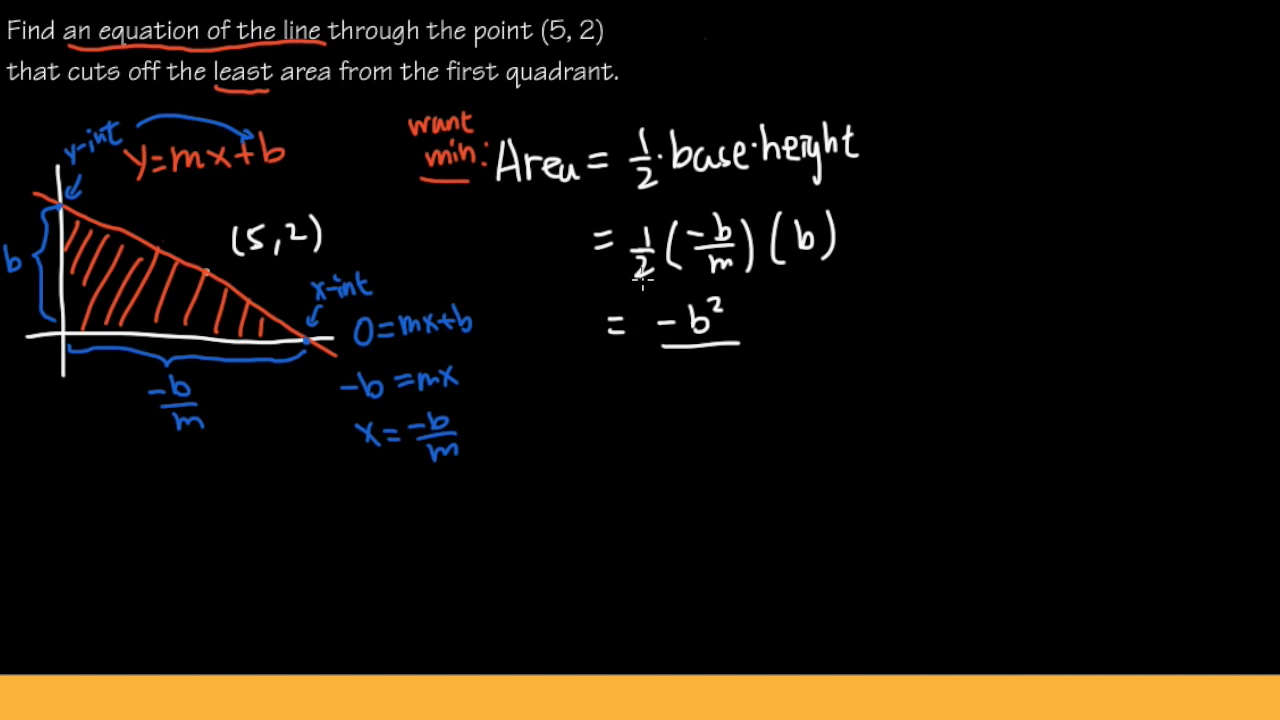 Find an equation of the line through the point (5, 2)
that cuts off the least area from the first quadrant.
y-int
y=mx+b
want
min:
Area = 1/2 · base · height
= 1/2 (-b/m) (b)
= -b²
(5,2)
b
x-int
0=mx+b
-b=mx
x=-b/m
-b/m